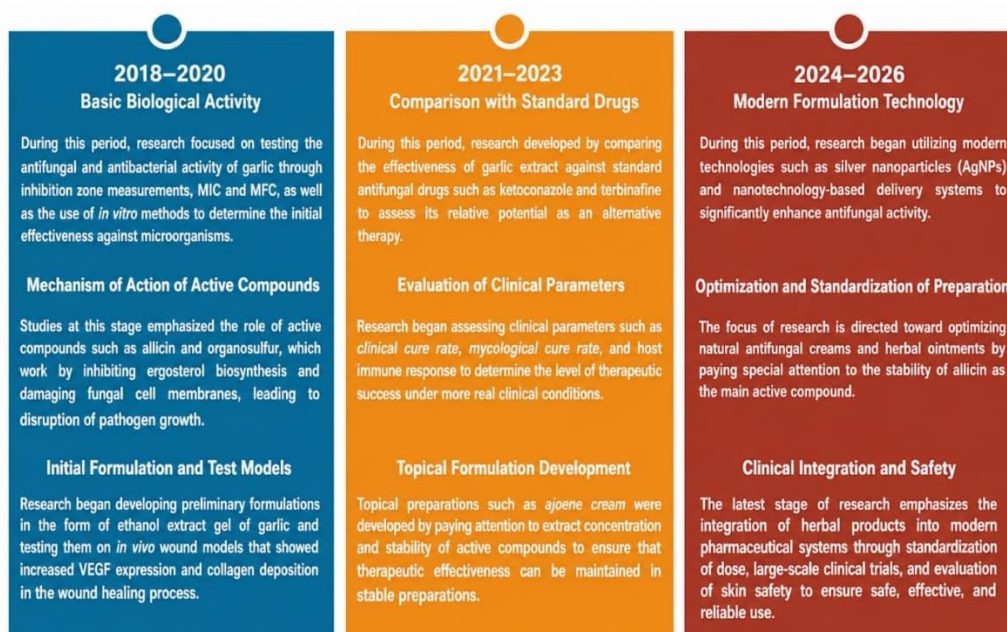 2018–2020
Basic Biological Activity
During this period, research focused on testing the
antifungal and antibacterial activity of garlic through
inhibition zone measurements, MIC and MFC, as well
as the use of in vitro methods to determine the initial
effectiveness against microorganisms.
Mechanism of Action of Active Compounds
Studies at this stage emphasized the role of active
compounds such as allicin and organosulfur, which
work by inhibiting ergosterol biosynthesis and
damaging fungal cell membranes, leading to
disruption of pathogen growth.
Initial Formulation and Test Models
Research began developing preliminary formulations
in the form of ethanol extract gel of garlic and
testing them on in vivo wound models that showed
increased VEGF expression and collagen deposition
in the wound healing process.
2021–2023
Comparison with Standard Drugs
During this period, research developed by comparing
the effectiveness of garlic extract against standard
antifungal drugs such as ketoconazole and terbinafine
to assess its relative potential as an alternative
therapy.
Evaluation of Clinical Parameters
Research began assessing clinical parameters such as
clinical cure rate, mycological cure rate, and host
immune response to determine the level of therapeutic
success under more real clinical conditions.
Topical Formulation Development
Topical preparations such as ajoene cream were
developed by paying attention to extract concentration
and stability of active compounds to ensure that
therapeutic effectiveness can be maintained in
stable preparations.
2024–2026
Modern Formulation Technology
During this period, research began utilizing modern
technologies such as silver nanoparticles (AgNPs)
and nanotechnology-based delivery systems to
significantly enhance antifungal activity.
Optimization and Standardization of Preparation
The focus of research is directed toward optimizing
natural antifungal creams and herbal ointments by
paying special attention to the stability of allicin as
the main active compound.
Clinical Integration and Safety
The latest stage of research emphasizes the
integration of herbal products into modern
pharmaceutical systems through standardization
of dose, large-scale clinical trials, and evaluation
of skin safety to ensure safe, effective, and
reliable use.